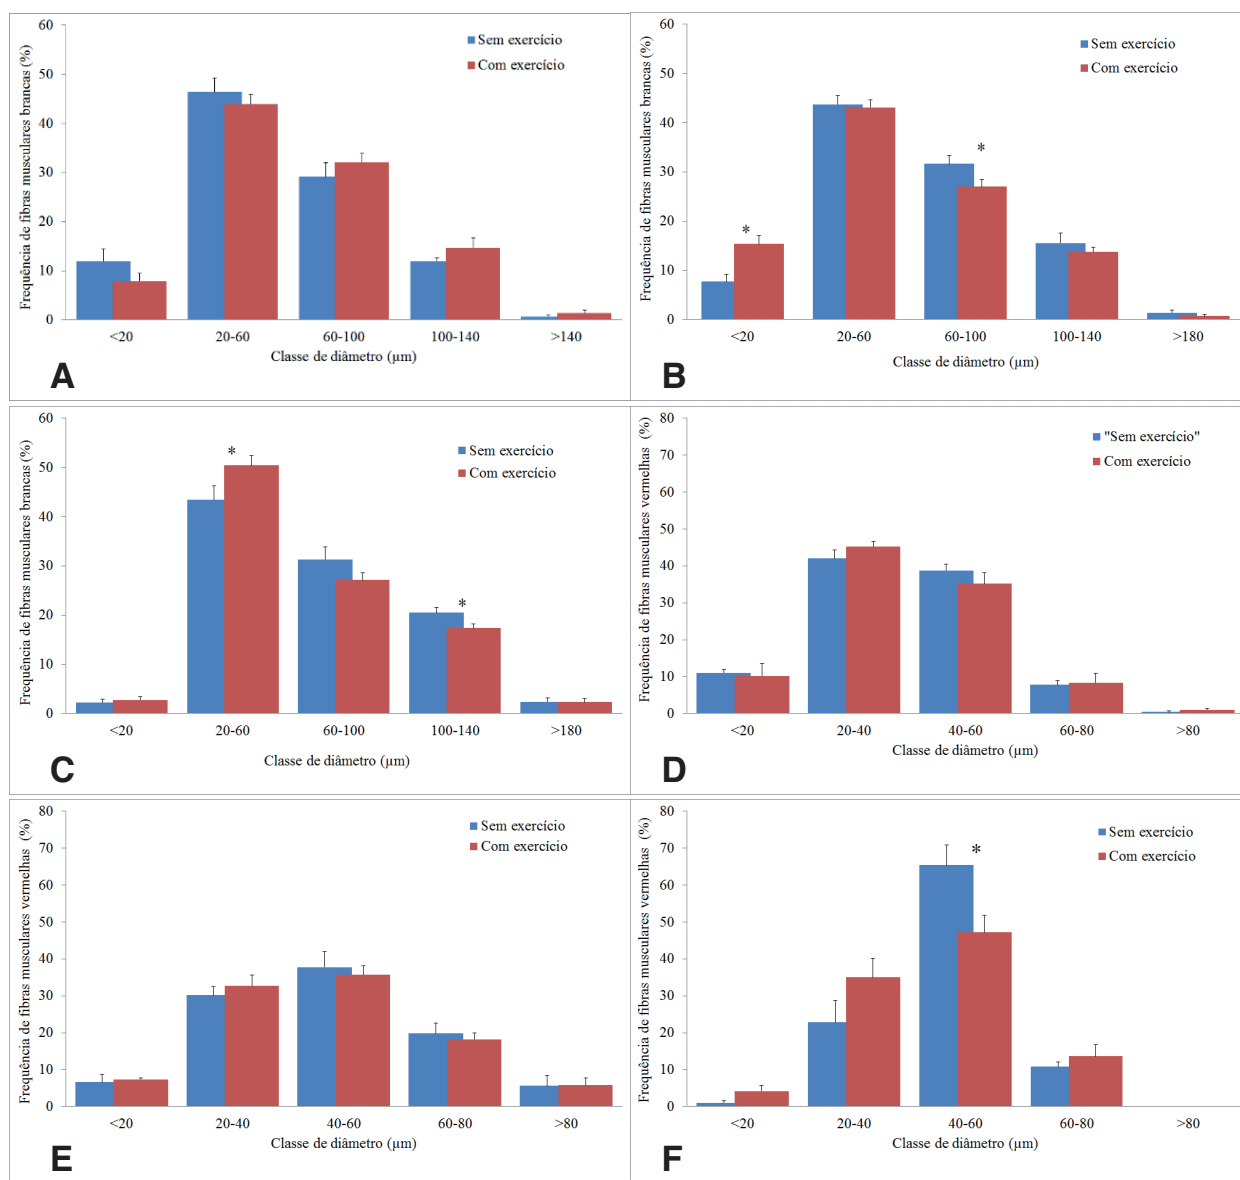 Frequência de fibras musculares brancas (%)
60
50
40
30
20
10
0
Sem exercício
Com exercício
<20 20-60 60-100 100-140 >140
Classe de diâmetro (µm)
A
Frequência de fibras musculares brancas (%)
60
50
40
30
20
10
0
Sem exercício
Com exercício
*
*
<20 20-60 60-100 100-140 >180
Classe de diâmetro (µm)
B
Frequência de fibras musculares brancas (%)
60
50
40
30
20
10
0
Sem exercício
Com exercício
*
*
<20 20-60 60-100 100-140 >180
Classe de diâmetro (µm)
C
Frequência de fibras musculares vermelhas (%)
80
70
60
50
40
30
20
10
0
"Sem exercício"
Com exercício
<20 20-40 40-60 60-80 >80
Classe de diâmetro (µm)
D
Frequência de fibras musculares vermelhas (%)
80
70
60
50
40
30
20
10
0
Sem exercício
Com exercício
<20 20-40 40-60 60-80 >80
Classe de diâmetro (µm)
E
Frequência de fibras musculares vermelhas (%)
80
70
60
50
40
30
20
10
0
Sem exercício
Com exercício
*
<20 20-40 40-60 60-80 >80
Classe de diâmetro (µm)
F